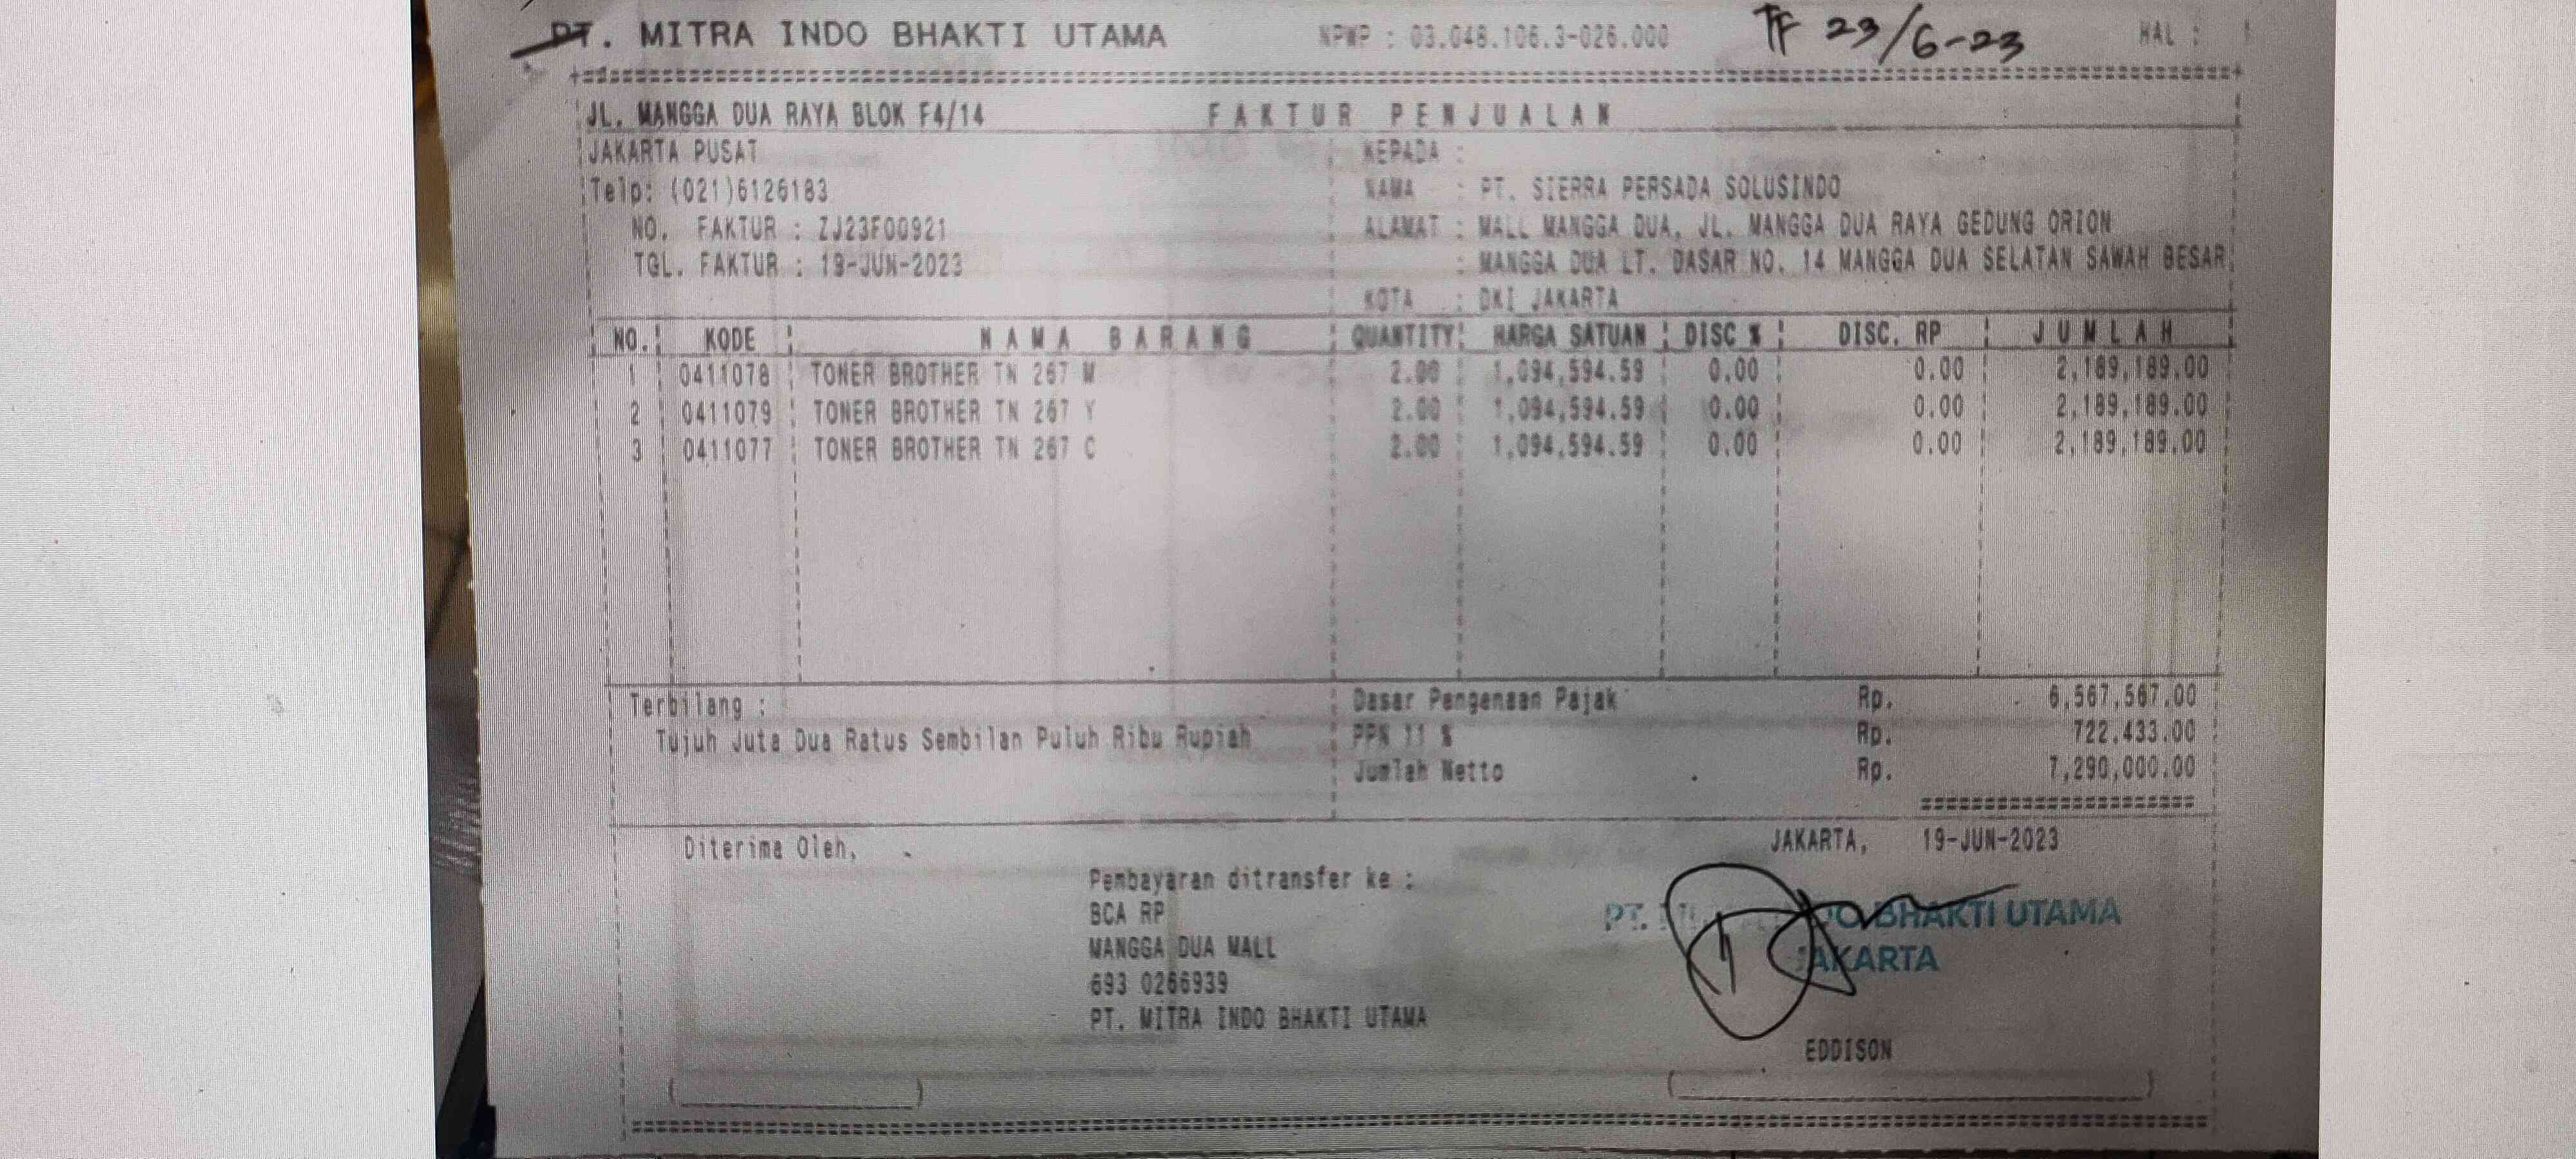 PT. MITRA INDO BHAKTI UTAMA NPWP : 03.048.106.3-026.000 TF 23/6-23 HAL :
JL. MANGGA DUA RAYA BLOK F4/14 FAKTUR PENJUALAN
JAKARTA PUSAT KEPADA :
Telp: (021)6126183 NAMA : PT. SIERRA PERSADA SOLUSINDO
NO. FAKTUR : ZJ23F00921 ALAMAT : MALL MANGGA DUA, JL. MANGGA DUA RAYA GEDUNG ORION
TGL. FAKTUR : 19-JUN-2023 : MANGGA DUA LT. DASAR NO. 14 MANGGA DUA SELATAN SAWAH BESAR
KOTA : DKI JAKARTA
NO. KODE NAMA BARANG QUANTITY HARGA SATUAN DISC % DISC. RP JUMLAH
1 0411078 TONER BROTHER TN 267 M 2.00 1,094,594.59 0.00 0.00 2,189,189.00
2 0411079 TONER BROTHER TN 267 Y 2.00 1,094,594.59 0.00 0.00 2,189,189.00
3 0411077 TONER BROTHER TN 267 C 2.00 1,094,594.59 0.00 0.00 2,189,189.00
Terbilang : Dasar Pengenaan Pajak Rp. 6,567,567.00
Tujuh Juta Dua Ratus Sembilan Puluh Ribu Rupiah PPN 11 % Rp. 722,433.00
Jumlah Netto Rp. 7,290,000.00
Diterima Oleh, JAKARTA, 19-JUN-2023
Pembayaran ditransfer ke :
BCA RP PT. BHAKTI UTAMA
MANGGA DUA MALL JAKARTA
693 0266939
PT. MITRA INDO BHAKTI UTAMA
EDDISON